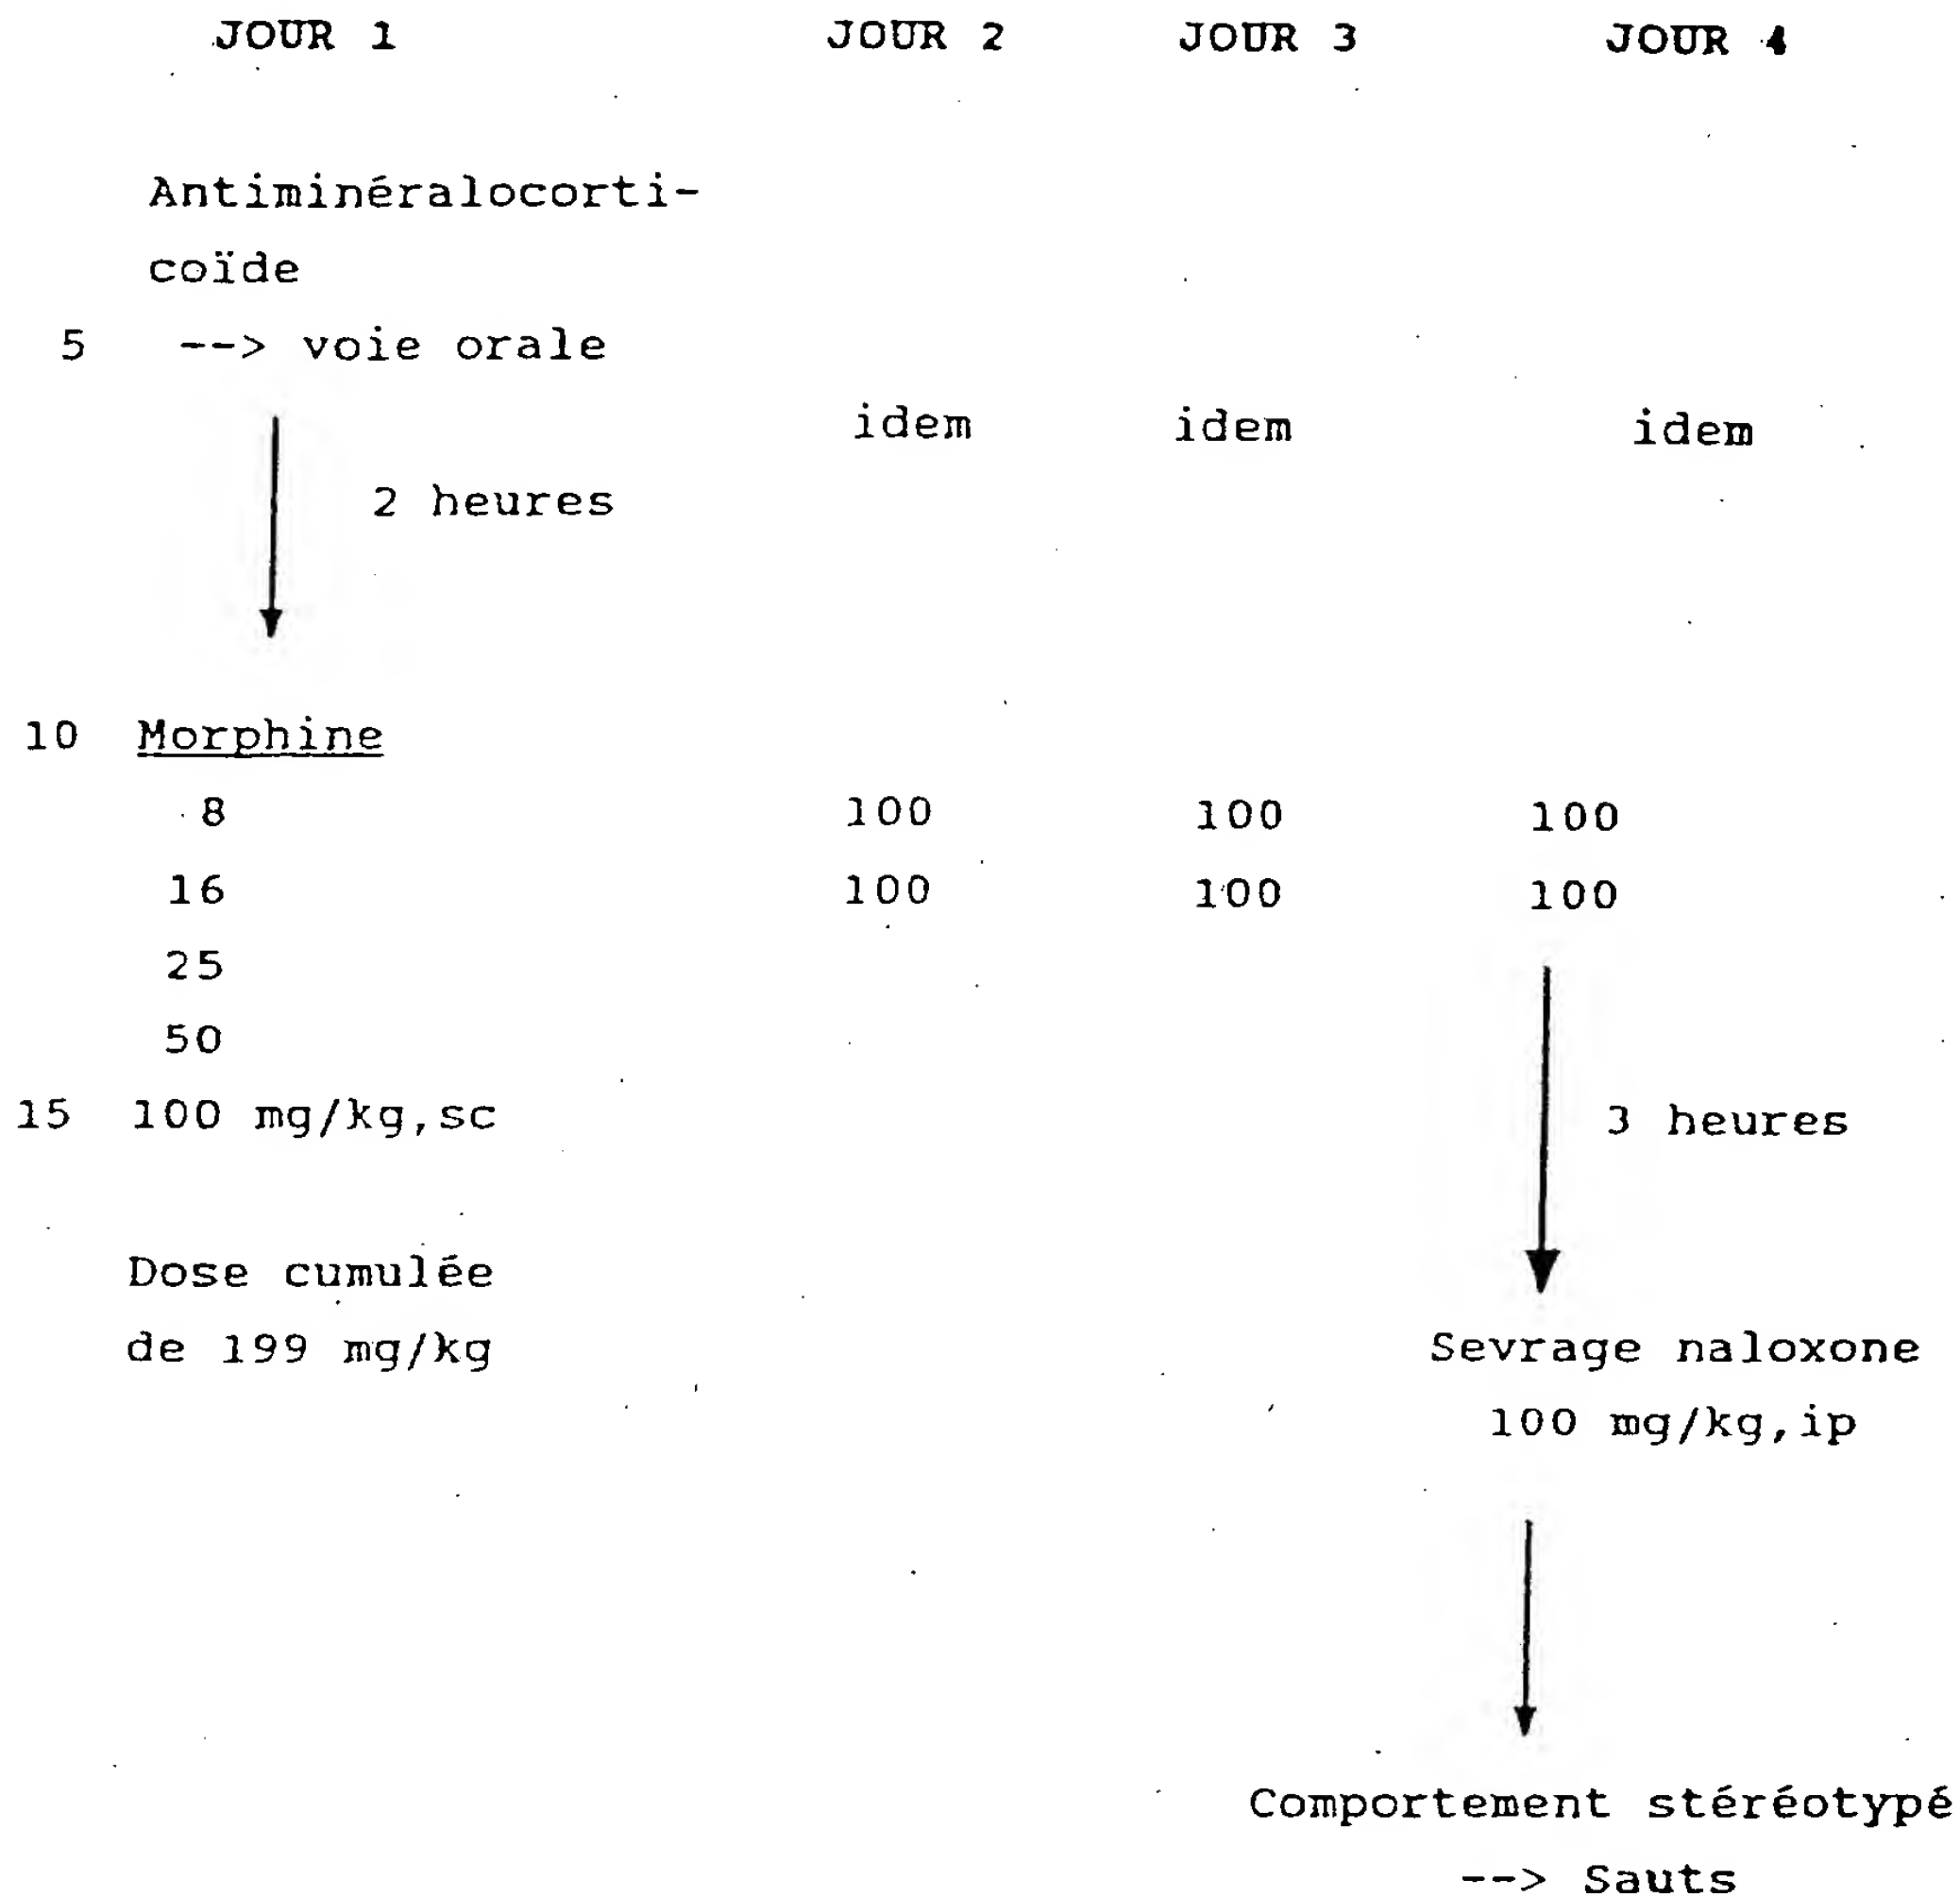 JOUR 1 JOUR 2 JOUR 3 JOUR 4
Antiminéralocorti-
coïde
5 --> voie orale
idem idem idem
2 heures
10 Morphine
8 100 100 100
16 100 100 100
25
50
15 100 mg/kg,sc 3 heures
Dose cumulée
de 199 mg/kg Sevrage naloxone
100 mg/kg,ip
Comportement stéréotypé
--> Sauts